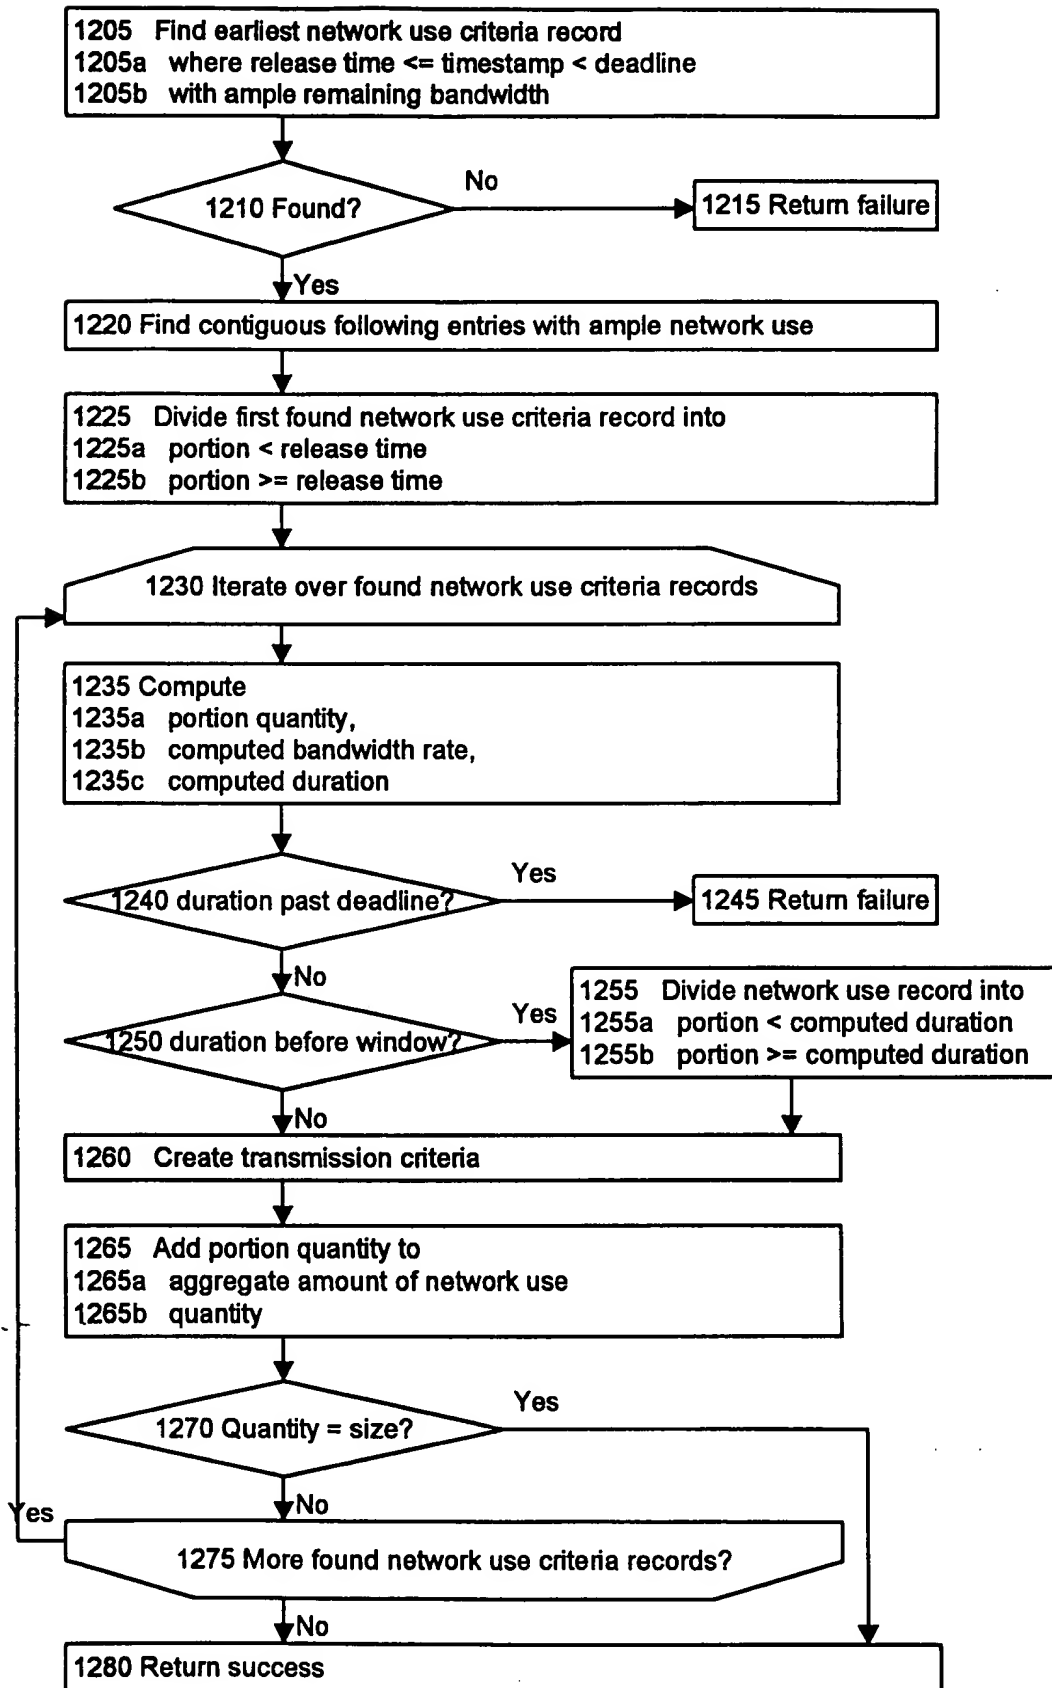 1205 Find earliest network use criteria record
1205a where release time <= timestamp < deadline
1205b with ample remaining bandwidth
1210 Found?
No
1215 Return failure
Yes
1220 Find contiguous following entries with ample network use
1225 Divide first found network use criteria record into
1225a portion < release time
1225b portion >= release time
1230 Iterate over found network use criteria records
1235 Compute
1235a portion quantity,
1235b computed bandwidth rate,
1235c computed duration
1240 duration past deadline?
Yes
1245 Return failure
No
1250 duration before window?
Yes
1255 Divide network use record into
1255a portion < computed duration
1255b portion >= computed duration
No
1260 Create transmission criteria
1265 Add portion quantity to
1265a aggregate amount of network use
1265b quantity
1270 Quantity = size?
Yes
No
Yes
1275 More found network use criteria records?
No
1280 Return success